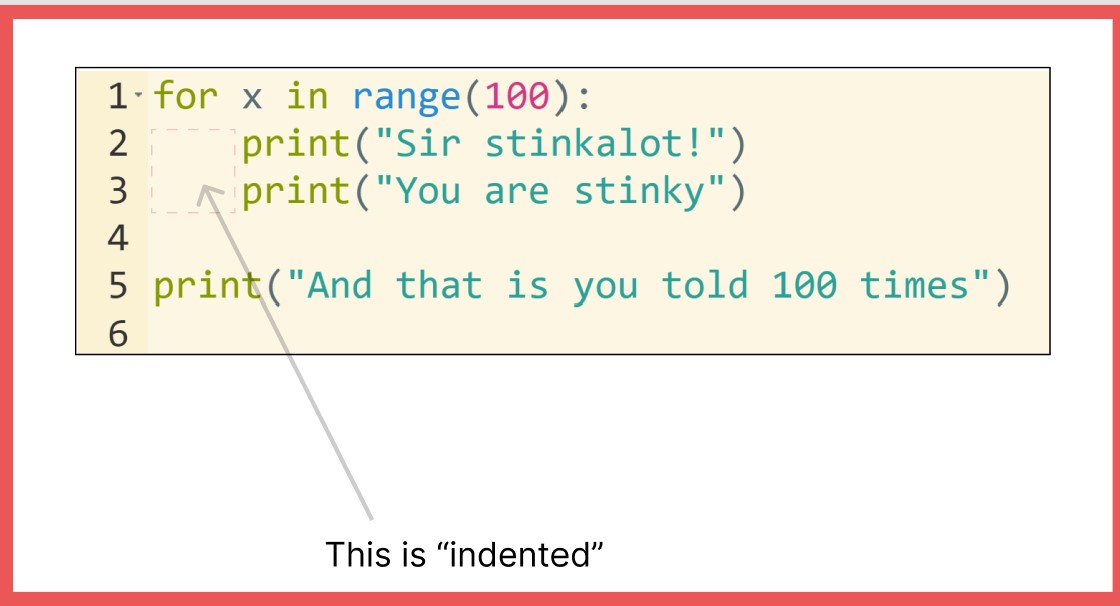 1 for x in range(100):
2     print("Sir stinkalot!")
3     print("You are stinky")
4
5 print("And that is you told 100 times")
6
This is “indented”